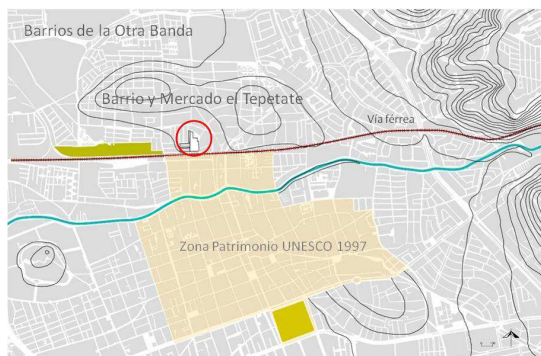 Barrios de la Otra Banda
Barrio y Mercado el Tepetate
Vía férrea
Zona Patrimonio UNESCO 1997